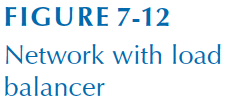 FIGURE 7-12
Network with load
balancer